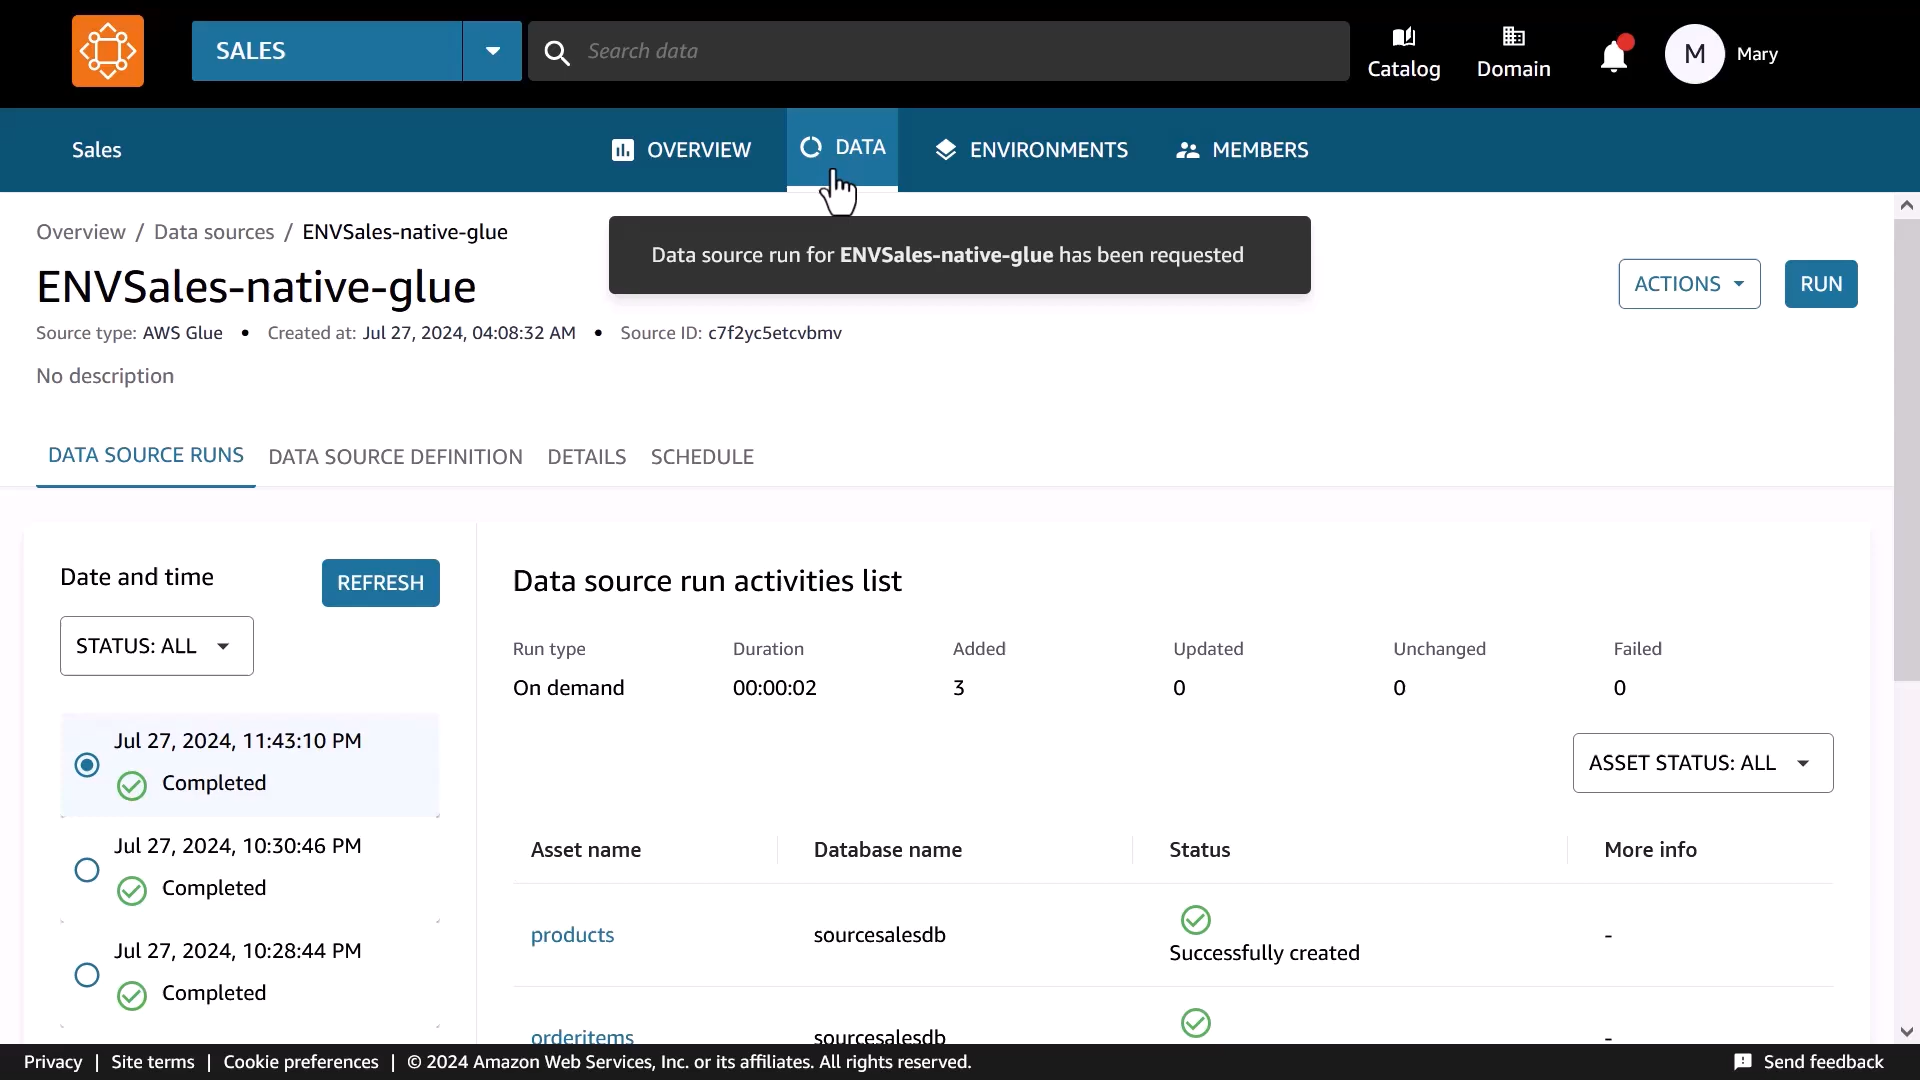 SALES
Search data
Catalog
Domain
M
Mary
Sales
OVERVIEW
DATA
ENVIRONMENTS
MEMBERS
Overview / Data sources / ENVSales-native-glue
Data source run for ENVSales-native-glue has been requested
ENVSales-native-glue
ACTIONS
RUN
Source type: AWS Glue • Created at: Jul 27, 2024, 04:08:32 AM • Source ID: c7f2yc5etcvbmv
No description
DATA SOURCE RUNS
DATA SOURCE DEFINITION
DETAILS
SCHEDULE
Date and time
REFRESH
STATUS: ALL
Jul 27, 2024, 11:43:10 PM
Completed
Jul 27, 2024, 10:30:46 PM
Completed
Jul 27, 2024, 10:28:44 PM
Completed
Data source run activities list
Run type Duration Added Updated Unchanged Failed
On demand 00:00:02 3 0 0 0
ASSET STATUS: ALL
Asset name Database name Status More info
products sourcesalesdb Successfully created -
orderitems sourcesalesdb -
Privacy | Site terms | Cookie preferences | © 2024 Amazon Web Services, Inc. or its affiliates. All rights reserved.
Send feedback